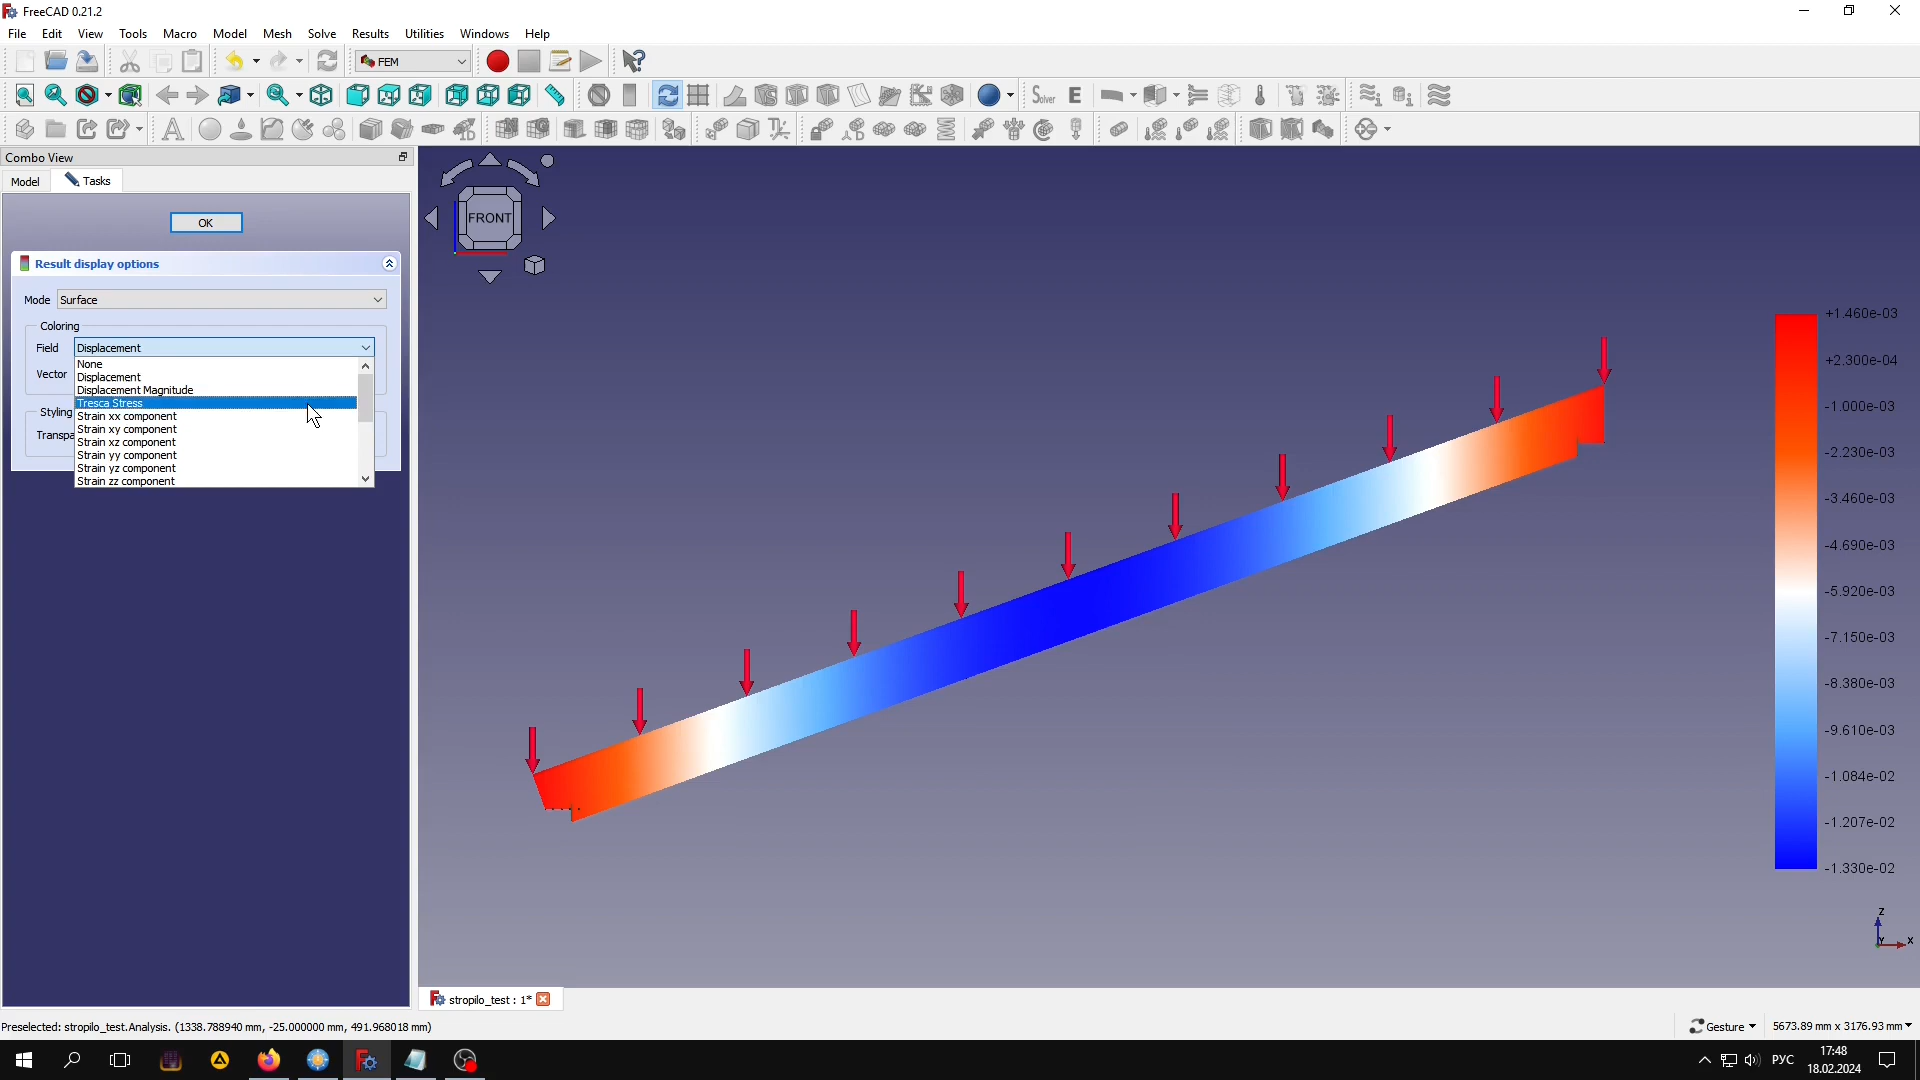 FreeCAD 0.21.2
File Edit View Tools Macro Model Mesh Solve Results Utilities Windows Help
FEM
Solver E
Combo View
Model Tasks
OK
Result display options
Mode Surface
Coloring
Field Displacement
None
Vector
Displacement
Displacement Magnitude
Tresca Stress
Styling
Strain xx component
Strain xy component
Transpa
Strain xz component
Strain yy component
Strain yz component
Strain zz component
FRONT
+1.460e-03
+2.300e-04
-1.000e-03
-2.230e-03
-3.460e-03
-4.690e-03
-5.920e-03
-7.150e-03
-8.380e-03
-9.610e-03
-1.084e-02
-1.207e-02
-1.330e-02
Z
Y X
stropilo_test : 1*
Preselected: stropilo_test.Analysis. (1338.788940 mm, -25.000000 mm, 491.968018 mm)
Gesture 5673.89 mm x 3176.93 mm
РУС
17:48
18.02.2024